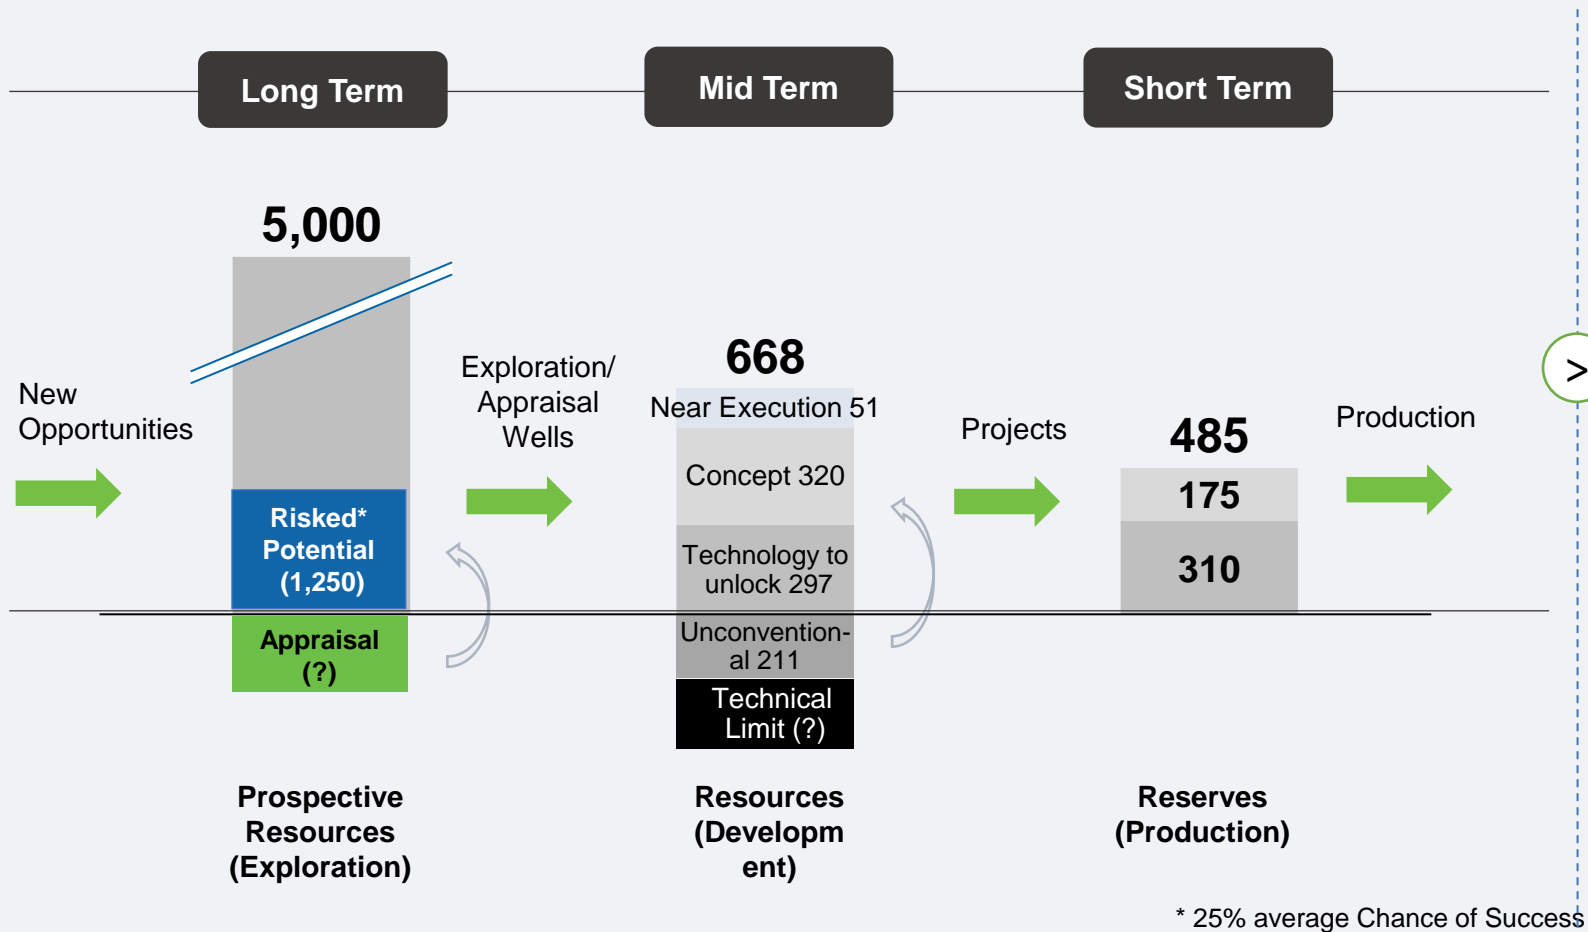 Long Term
Mid Term
Short Term
5,000
New
Opportunities
Risked*
Potential
(1,250)
Appraisal
(?)
Prospective
Resources
(Exploration)
Exploration/
Appraisal
Wells
668
Near Execution 51
Concept 320
Technology to
unlock 297
Unconvention-
al 211
Technical
Limit (?)
Resources
(Developm
ent)
Projects
485
175
310
Reserves
(Production)
Production
>
* 25% average Chance of Success